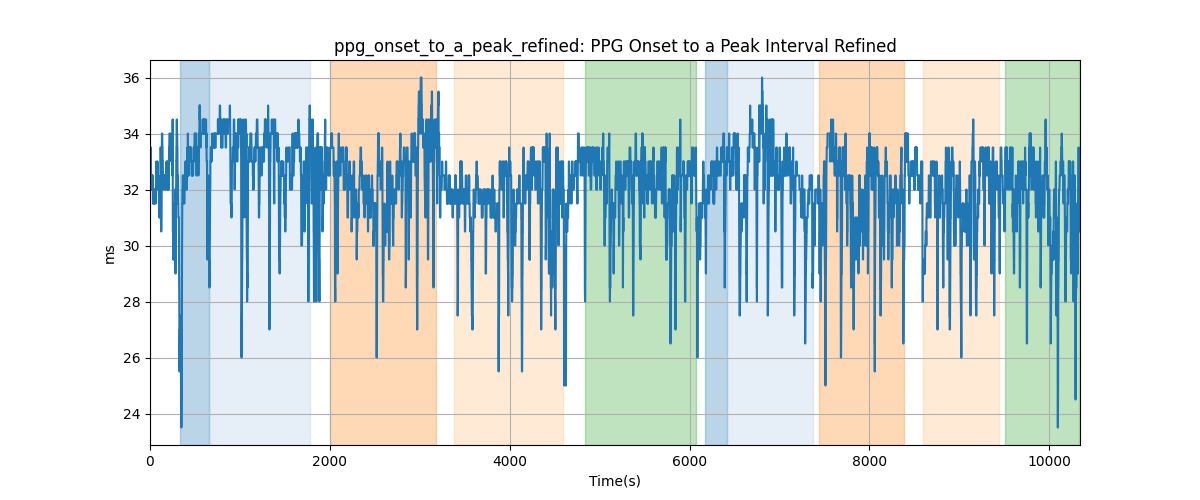 ppg_onset_to_a_peak_refined: PPG Onset to a Peak Interval Refined
36
34
32
30
28
26
24
ms
0 2000 4000 6000 8000 10000
Time(s)